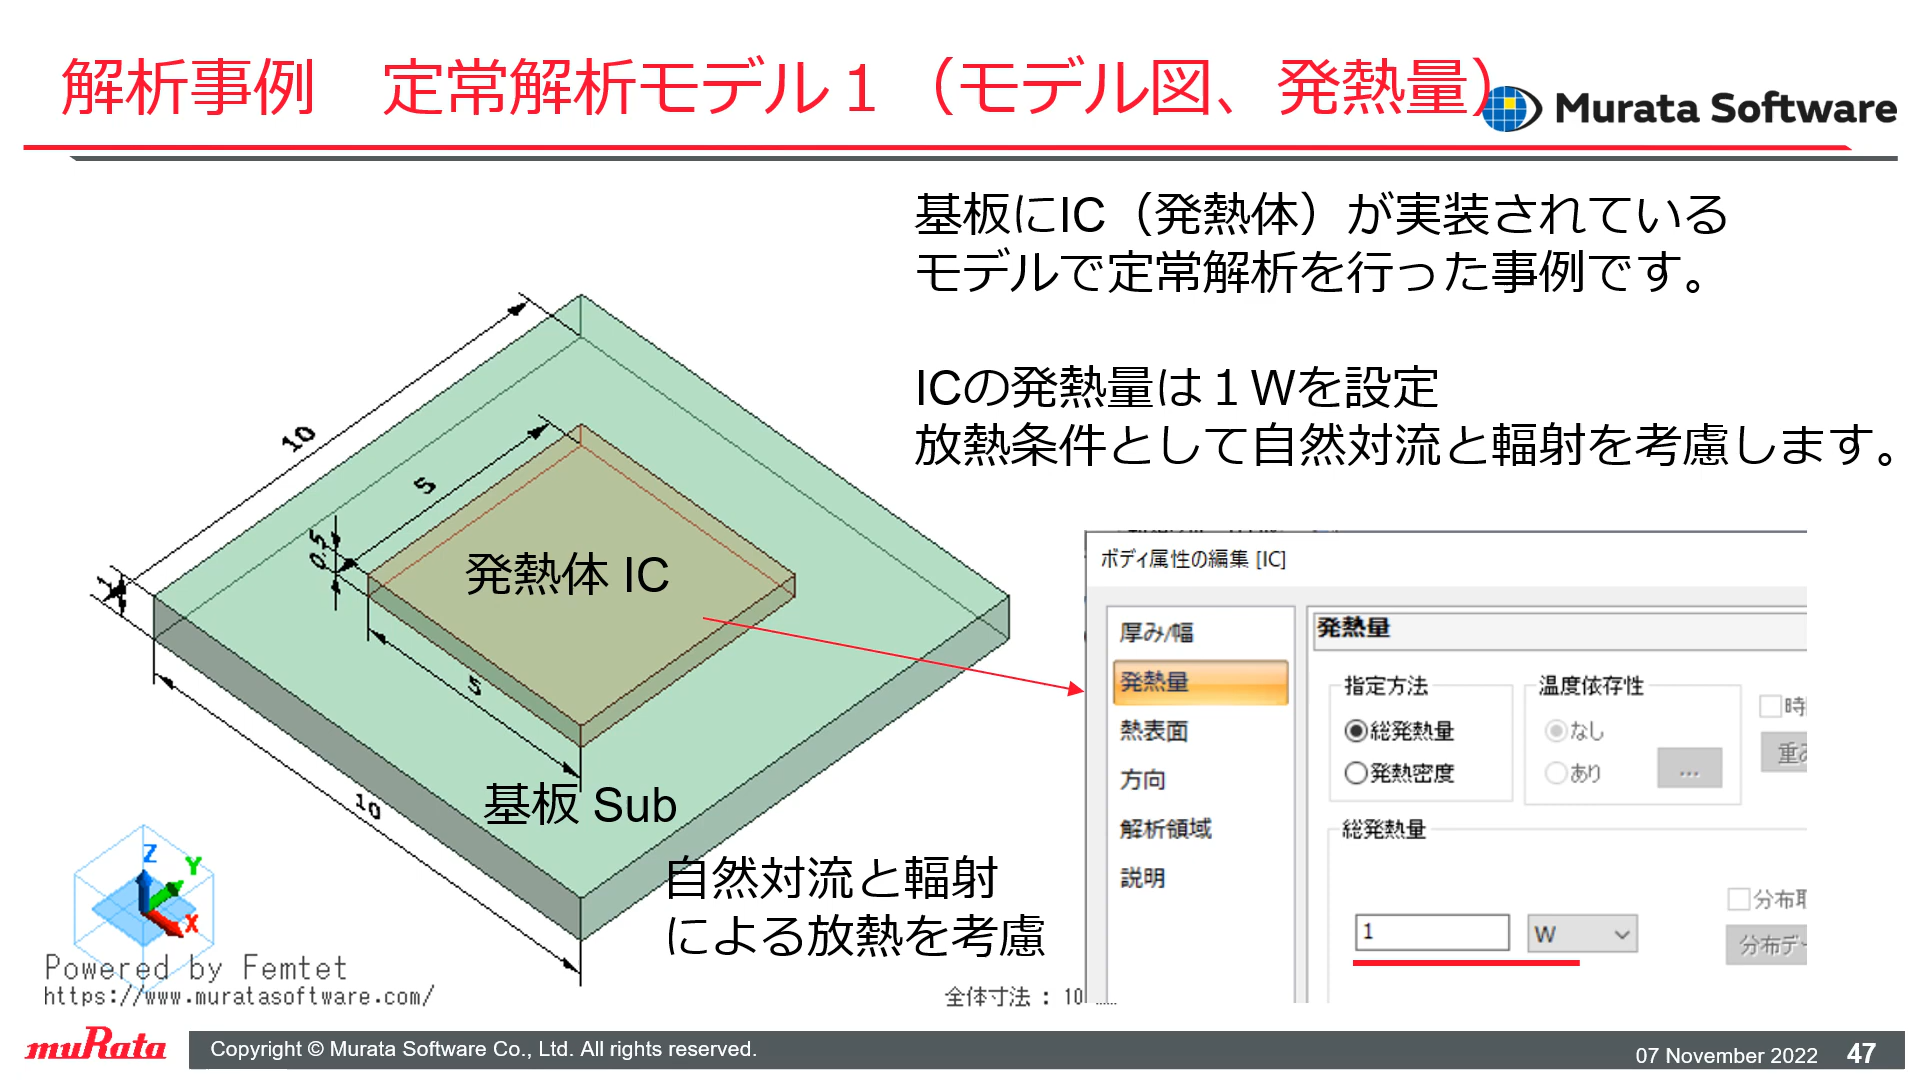 解析事例　定常解析モデル１（モデル図、発熱量）
Murata Software
基板にIC（発熱体）が実装されている
モデルで定常解析を行った事例です。
ICの発熱量は１Wを設定
放熱条件として自然対流と輻射を考慮します。
10
5
0.5
1
発熱体 IC
5
10
基板 Sub
自然対流と輻射
による放熱を考慮
Z
Y
X
Powered by Femtet
https://www.muratasoftware.com/
全体寸法 : 10
ボディ属性の編集 [IC]
厚み/幅
発熱量
熱表面
方向
解析領域
説明
発熱量
指定方法
総発熱量
発熱密度
温度依存性
なし
あり
...
総発熱量
1
W
分布
分布デー
muRata
Copyright © Murata Software Co., Ltd. All rights reserved.
07 November 2022
47